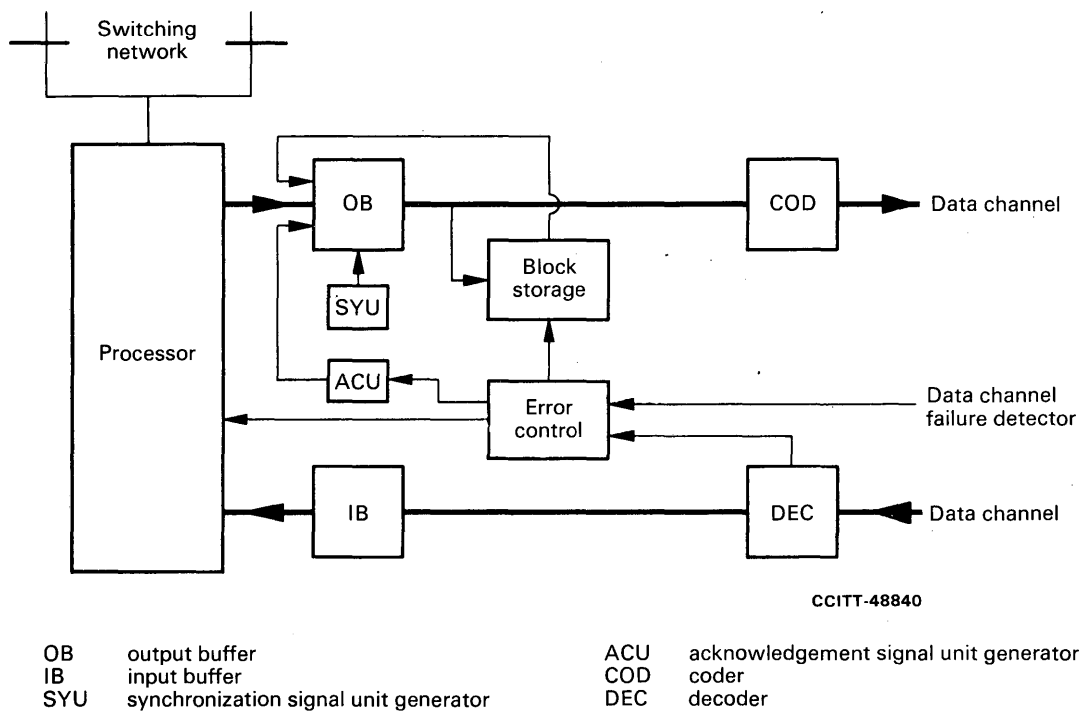 Switching
network
OB
COD
Data channel
Block
storage
SYU
Processor
ACU
Error
control
Data channel
failure detector
IB
DEC
Data channel
CCITT-48840
OB output buffer
IB input buffer
SYU synchronization signal unit generator
ACU acknowledgement signal unit generator
COD coder
DEC decoder